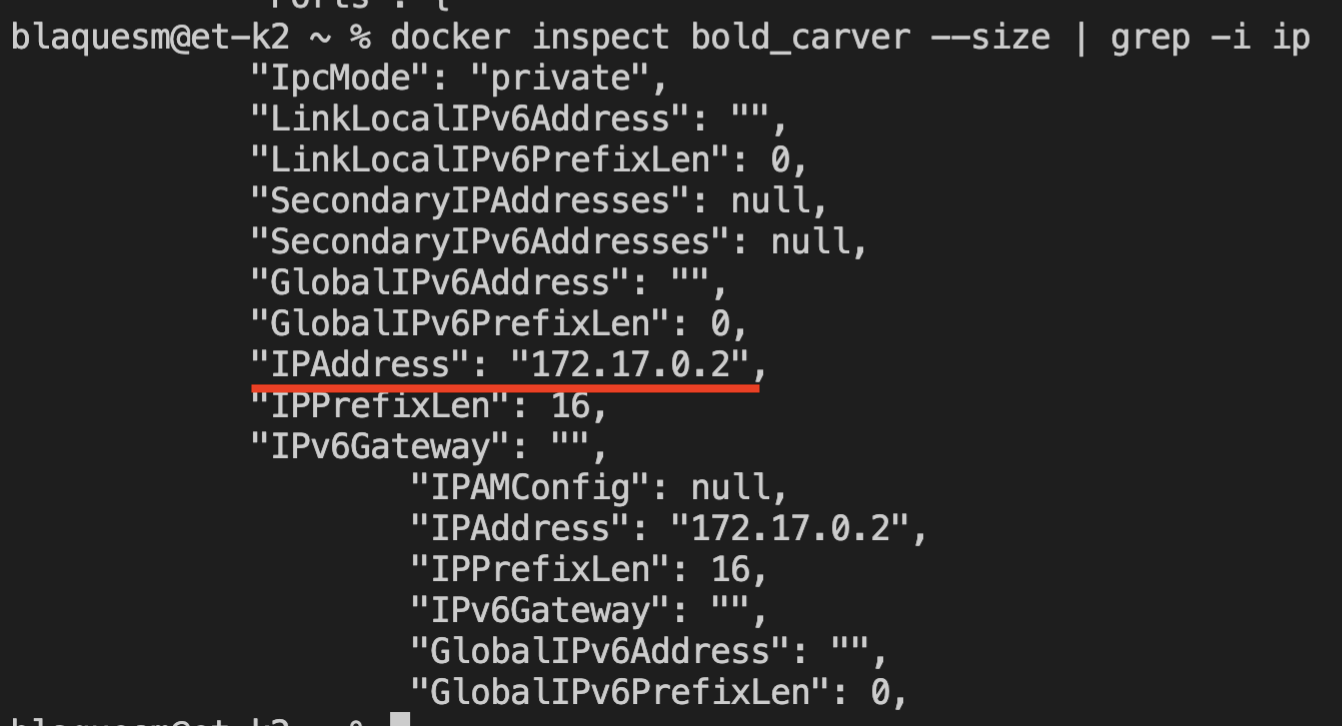 blaquesm@et-k2 ~ % docker inspect bold_carver --size | grep -i ip
"IpcMode": "private",
"LinkLocalIPv6Address": "",
"LinkLocalIPv6PrefixLen": 0,
"SecondaryIPAddresses": null,
"SecondaryIPv6Addresses": null,
"GlobalIPv6Address": "",
"GlobalIPv6PrefixLen": 0,
"IPAddress": "172.17.0.2",
"IPPrefixLen": 16,
"IPv6Gateway": "",
"IPAMConfig": null,
"IPAddress": "172.17.0.2",
"IPPrefixLen": 16,
"IPv6Gateway": "",
"GlobalIPv6Address": "",
"GlobalIPv6PrefixLen": 0,